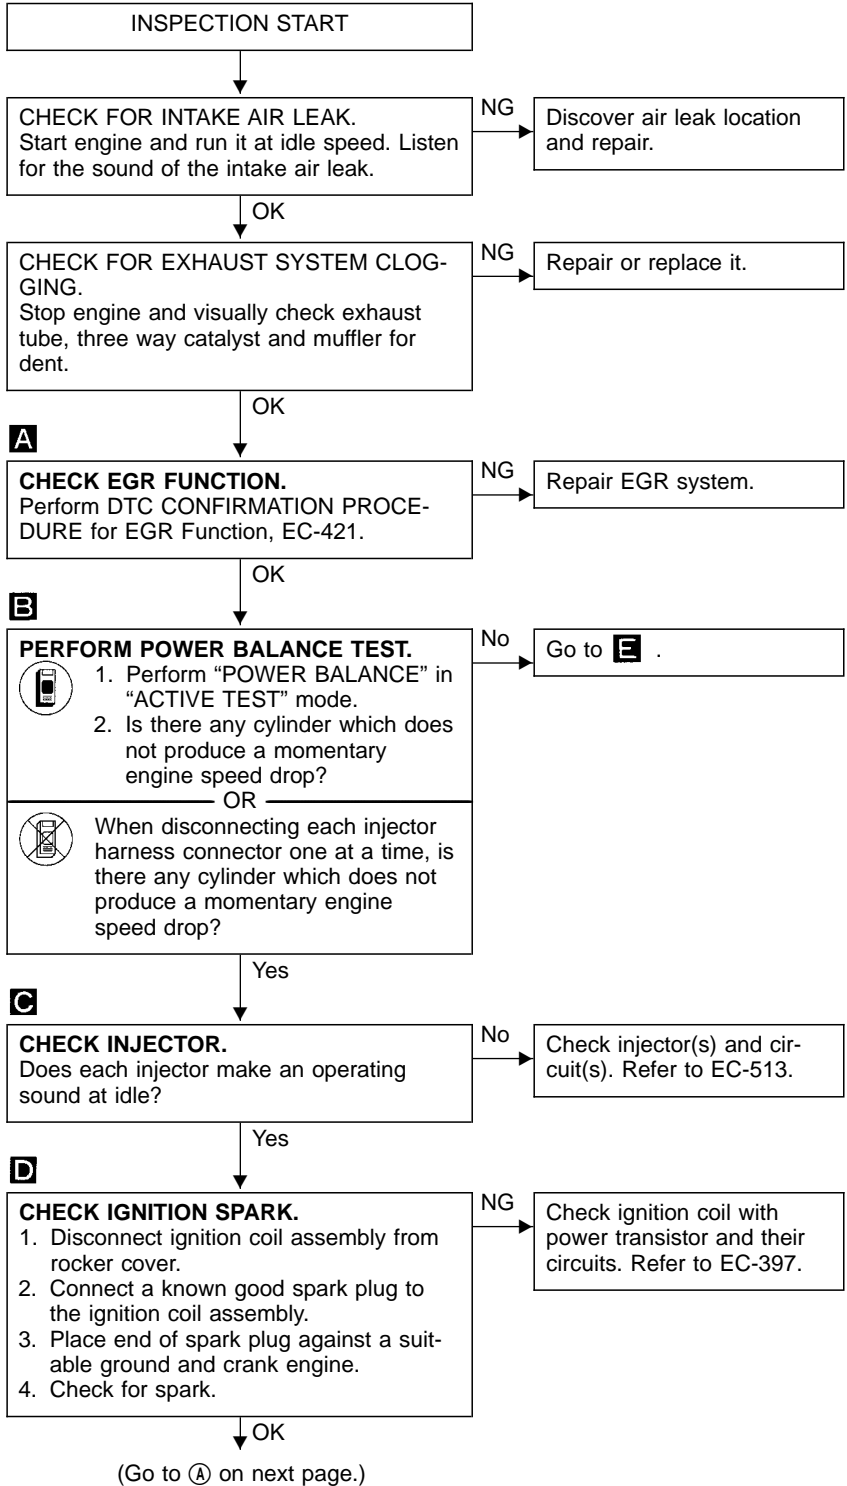 INSPECTION START
CHECK FOR INTAKE AIR LEAK.
Start engine and run it at idle speed. Listen
for the sound of the intake air leak.
NG
Discover air leak location
and repair.
OK
CHECK FOR EXHAUST SYSTEM CLOG-
GING.
Stop engine and visually check exhaust
tube, three way catalyst and muffler for
dent.
NG
Repair or replace it.
OK
A
CHECK EGR FUNCTION.
Perform DTC CONFIRMATION PROCE-
DURE for EGR Function, EC-421.
NG
Repair EGR system.
OK
B
PERFORM POWER BALANCE TEST.
1. Perform “POWER BALANCE” in
“ACTIVE TEST” mode.
2. Is there any cylinder which does
not produce a momentary
engine speed drop?
No
Go to E .
OR
When disconnecting each injector
harness connector one at a time, is
there any cylinder which does not
produce a momentary engine
speed drop?
Yes
C
CHECK INJECTOR.
Does each injector make an operating
sound at idle?
No
Check injector(s) and cir-
cuit(s). Refer to EC-513.
Yes
D
CHECK IGNITION SPARK.
1. Disconnect ignition coil assembly from
rocker cover.
2. Connect a known good spark plug to
the ignition coil assembly.
3. Place end of spark plug against a suit-
able ground and crank engine.
4. Check for spark.
NG
Check ignition coil with
power transistor and their
circuits. Refer to EC-397.
OK
(Go to Ⓐ on next page.)